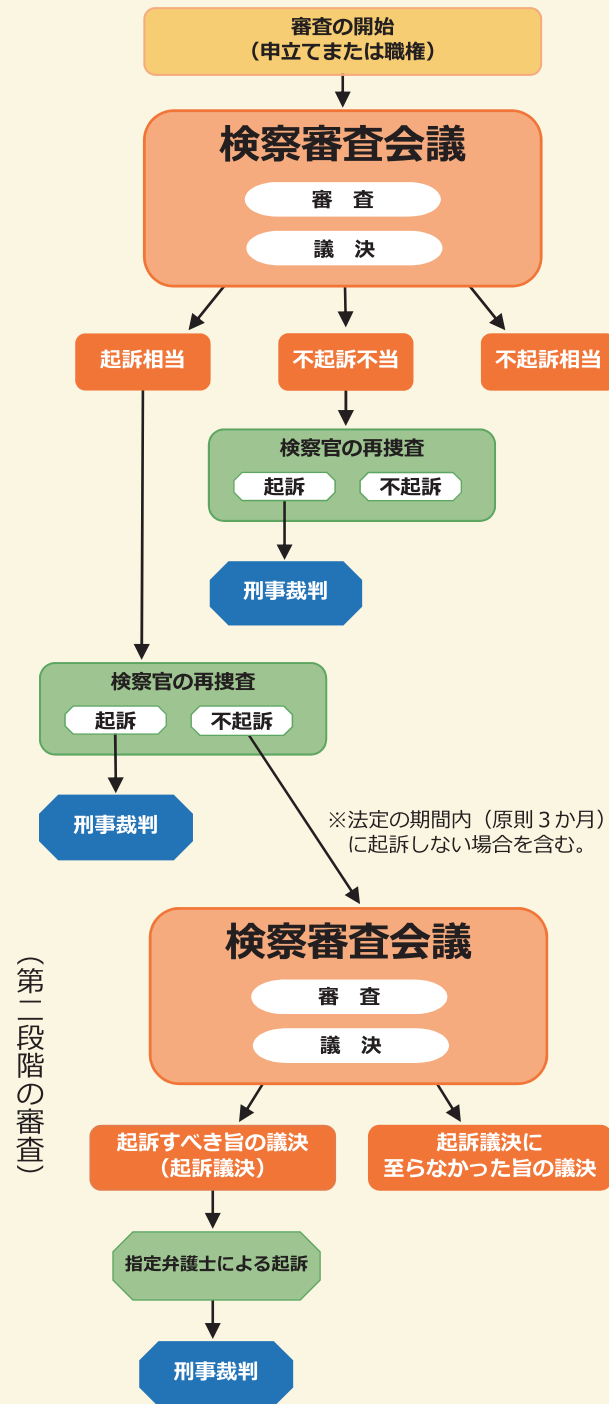 審査の開始
（申立てまたは職権）
検察審査会議
審　査
議　決
起訴相当
不起訴不当
不起訴相当
検察官の再捜査
起訴
不起訴
刑事裁判
検察官の再捜査
起訴
不起訴
刑事裁判
※法定の期間内（原則３か月）
に起訴しない場合を含む。
（第二段階の審査）
検察審査会議
審　査
議　決
起訴すべき旨の議決
（起訴議決）
起訴議決に
至らなかった旨の議決
指定弁護士による起訴
刑事裁判